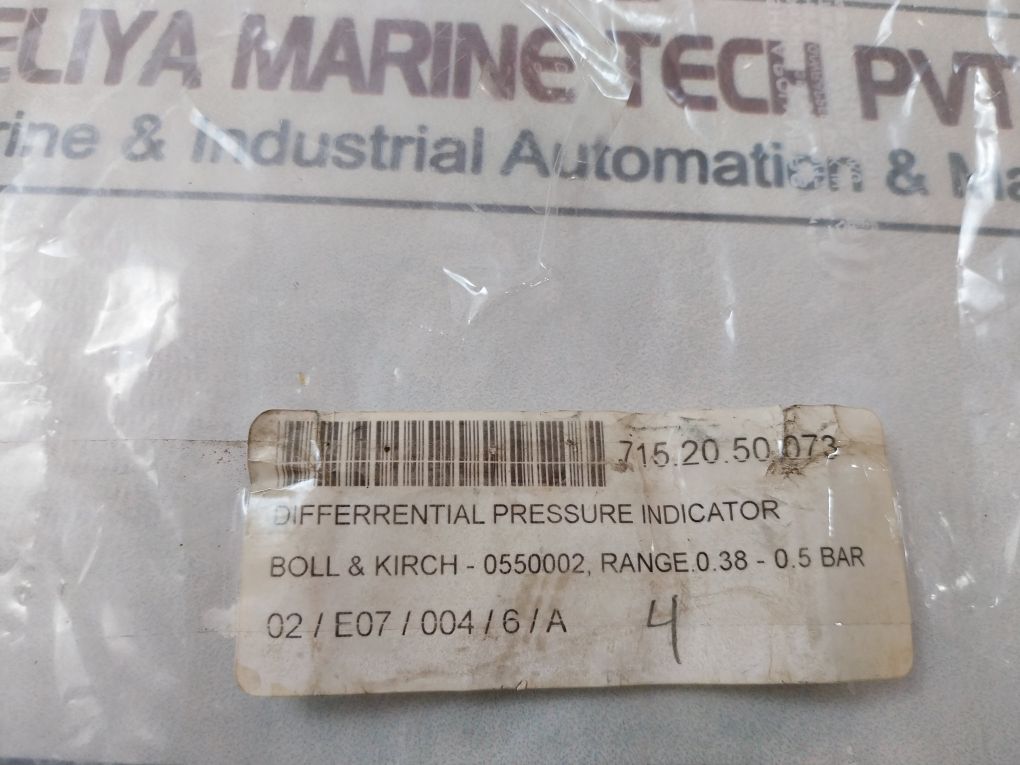 ELIYA MARINE TECH PVT
rine & Industrial Automation & Ma
715.20.50.073
DIFFERRENTIAL PRESSURE INDICATOR
BOLL & KIRCH - 0550002, RANGE.0.38 - 0.5 BAR
02 / E07 / 004 / 6 / A 4